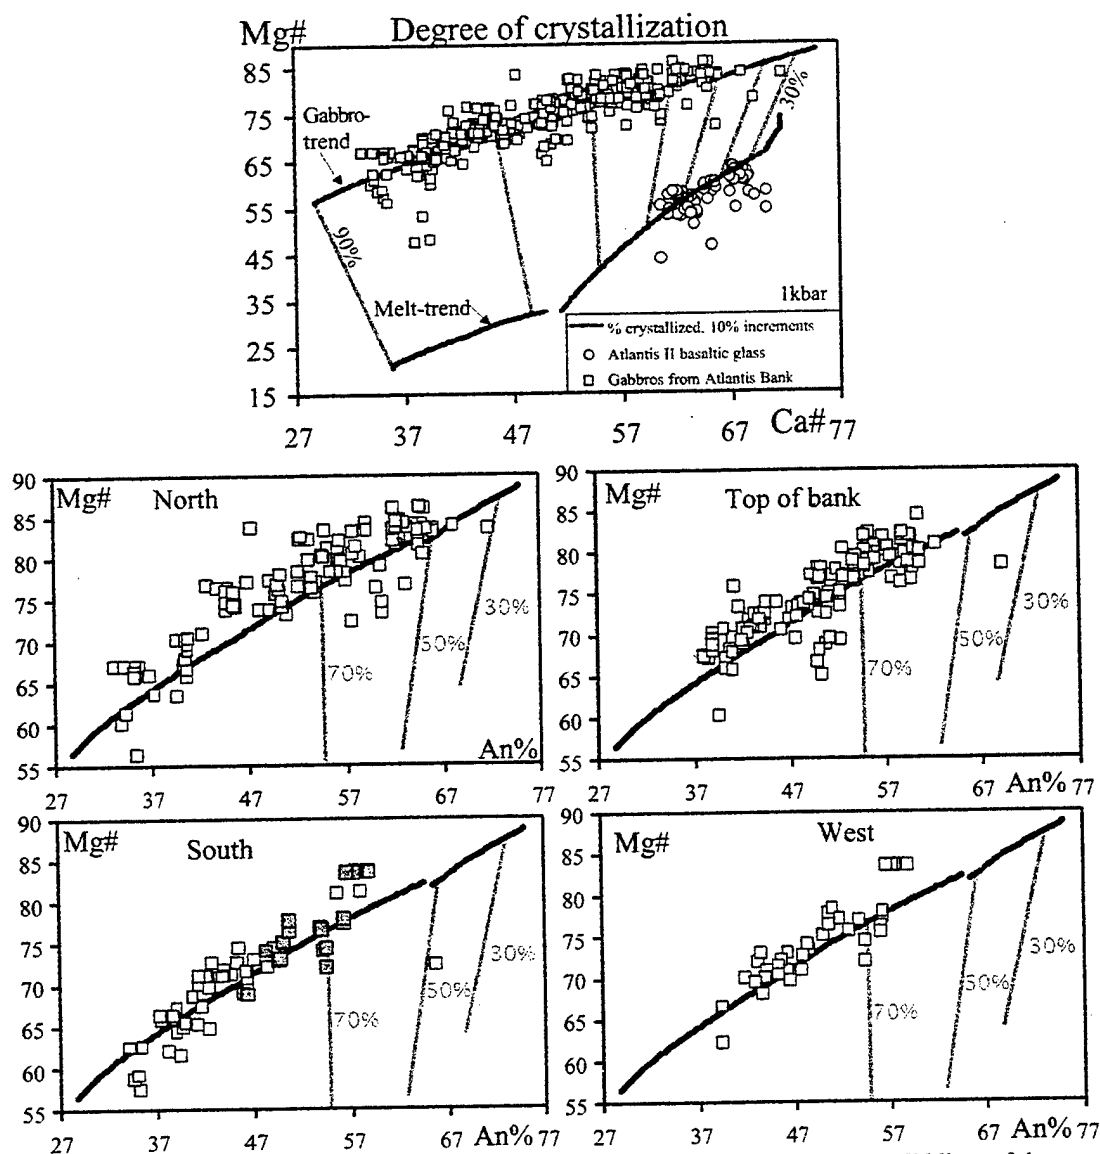 Mg# Degree of crystallization
85
75
65
55
45
35
25
15
Gabbro-
trend
90%
30%
Melt-trend
1kbar
% crystallized. 10% increments
Atlantis II basaltic glass
Gabbros from Atlantis Bank
27 37 47 57 67 Ca# 77
90
85
80
75
70
65
60
55
Mg# North
70% 50% 30%
An%
27 37 47 57 67 77
90
85
80
75
70
65
60
55
Mg# Top of bank
70% 50% 30%
27 37 47 57 67 An% 77
90
85
80
75
70
65
60
55
Mg# South
70% 50% 30%
27 37 47 57 67 An% 77
90
85
80
75
70
65
60
55
Mg# West
70% 50% 30%
27 37 47 57 67 An% 77